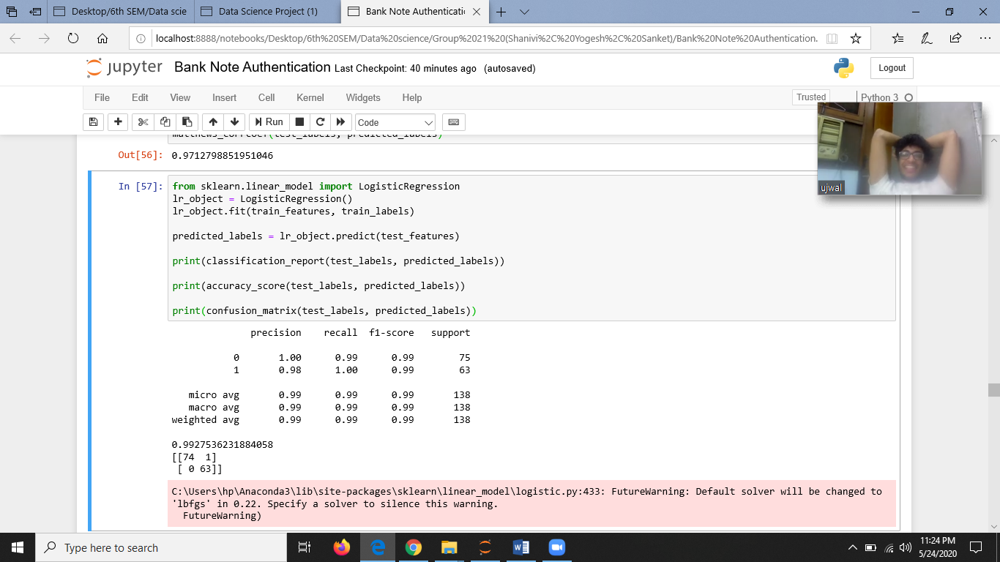 Desktop/6th SEM/Data scie
Data Science Project (1)
Bank Note Authentication
localhost:8888/notebooks/Desktop/6th%20SEM/Data%20science/Group%2021%20(Shanivi%2C%20Yogesh%2C%20Sanket)/Bank%20Note%20Authentication.
jupyter Bank Note Authentication Last Checkpoint: 40 minutes ago (autosaved)
Logout
File Edit View Insert Cell Kernel Widgets Help
Trusted
Python 3
Run
Code
matthews_corrcoef(test_labels, predicted_labels)
Out[56]: 0.9712798851951046
ujwal
In [57]: from sklearn.linear_model import LogisticRegression
lr_object = LogisticRegression()
lr_object.fit(train_features, train_labels)
predicted_labels = lr_object.predict(test_features)
print(classification_report(test_labels, predicted_labels))
print(accuracy_score(test_labels, predicted_labels))
print(confusion_matrix(test_labels, predicted_labels))
precision recall f1-score support
0 1.00 0.99 0.99 75
1 0.98 1.00 0.99 63
micro avg 0.99 0.99 0.99 138
macro avg 0.99 0.99 0.99 138
weighted avg 0.99 0.99 0.99 138
0.9927536231884058
[[74 1]
[ 0 63]]
C:\Users\hp\Anaconda3\lib\site-packages\sklearn\linear_model\logistic.py:433: FutureWarning: Default solver will be changed to
'lbfgs' in 0.22. Specify a solver to silence this warning.
FutureWarning)
Type here to search
11:24 PM
5/24/2020